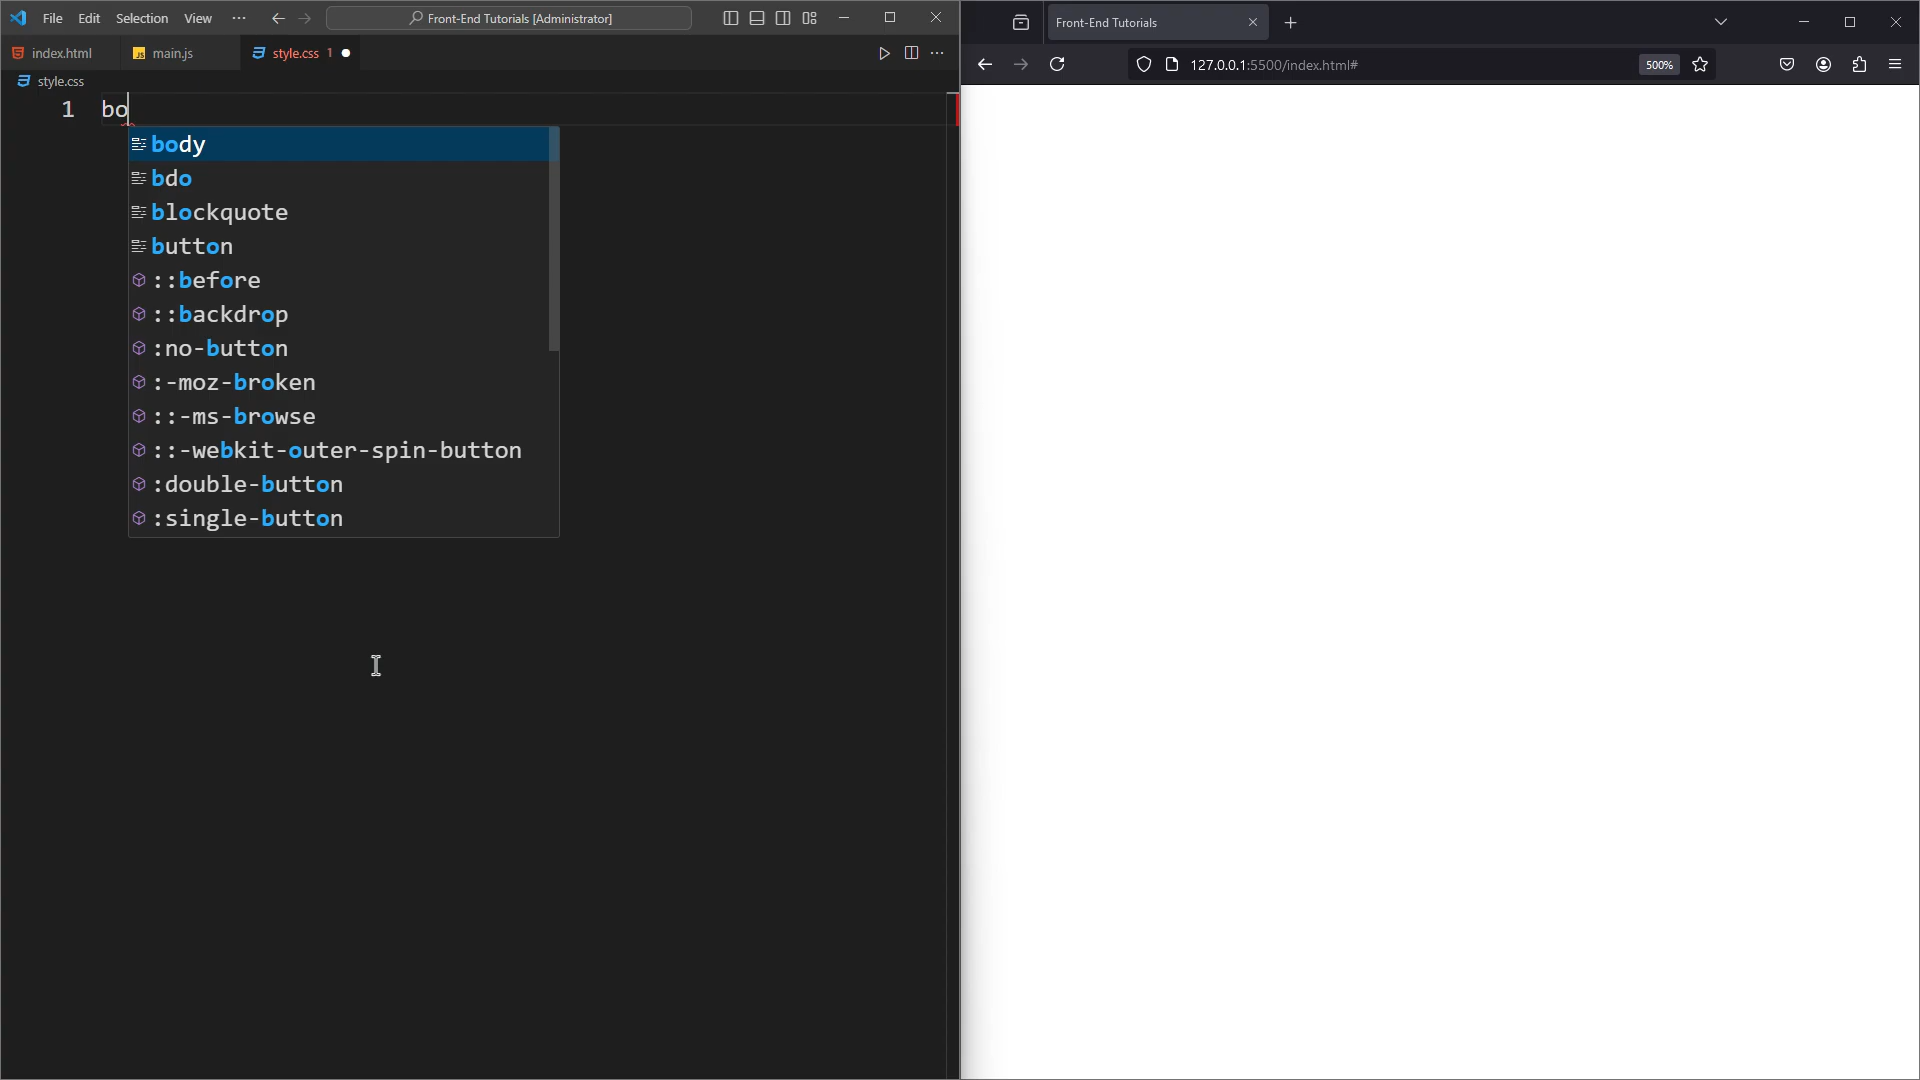 File Edit Selection View ··· Front-End Tutorials [Administrator]
index.html JS main.js style.css 1
style.css
1 bo
body
bdo
blockquote
button
::before
::backdrop
:no-button
:-moz-broken
::-ms-browse
::-webkit-outer-spin-button
:double-button
:single-button
Front-End Tutorials
127.0.0.1:5500/index.html# 500%